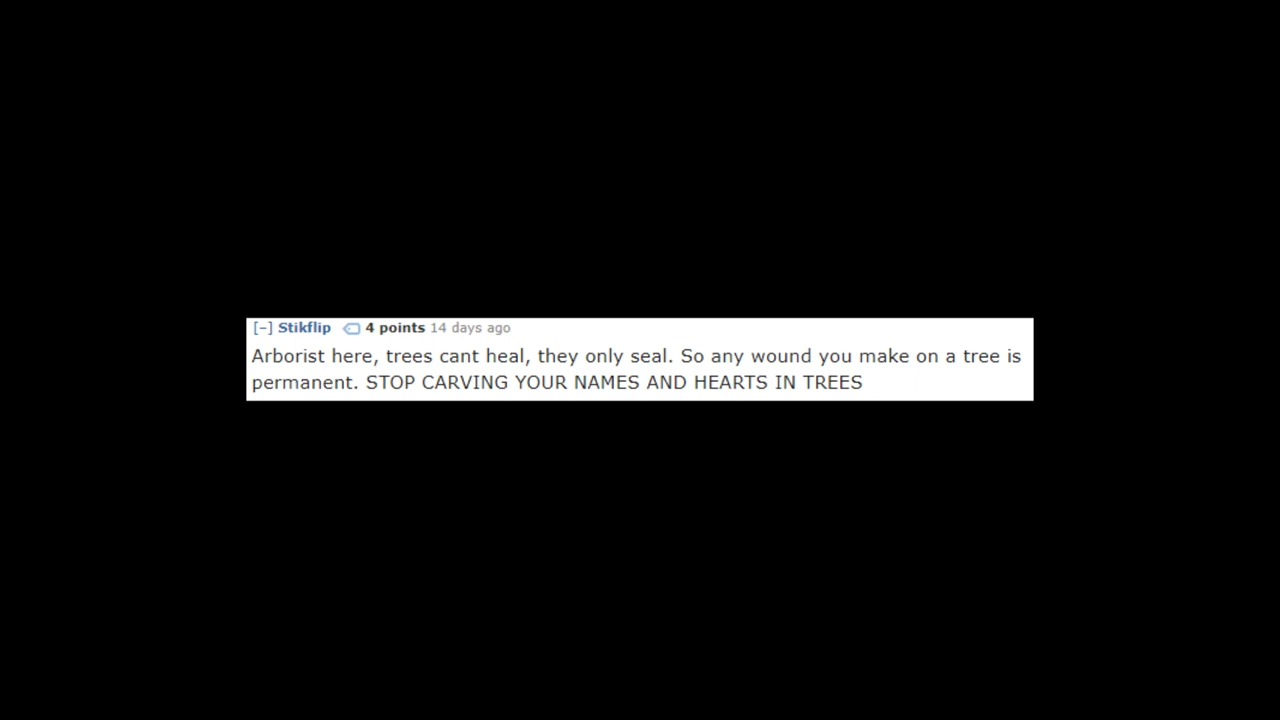 [–] Stikflip 4 points 14 days ago
Arborist here, trees cant heal, they only seal. So any wound you make on a tree is
permanent. STOP CARVING YOUR NAMES AND HEARTS IN TREES